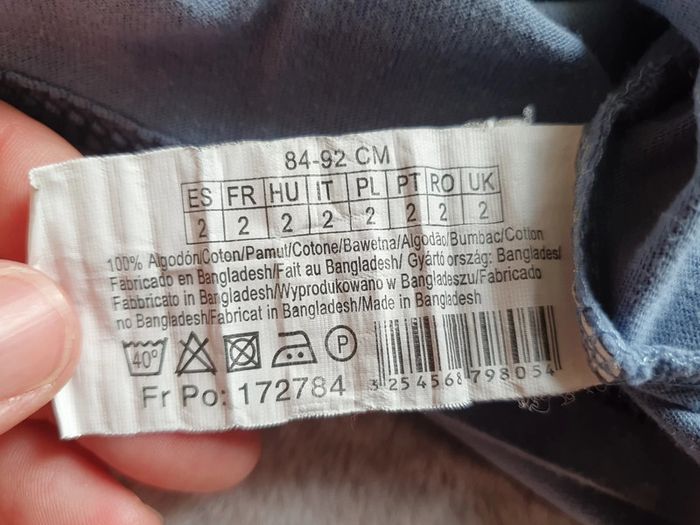 84-92 CM
ES FR HU IT PL PT RO UK
2 2 2 2 2 2 2 2
100% Algodón/Coton/Pamut/Cotone/Bawełna/Algodão/Bumbac/Cotton
Fabricado en Bangladesh/Fait au Bangladesh/ Gyártó ország: Bangladesh/
Fabbricato in Bangladesh/Wyprodukowano w Bangladeszu/Fabricado
no Bangladesh/Fabricat in Bangladesh/Made in Bangladesh
40° P
Fr Po: 172784
3 254568 798054